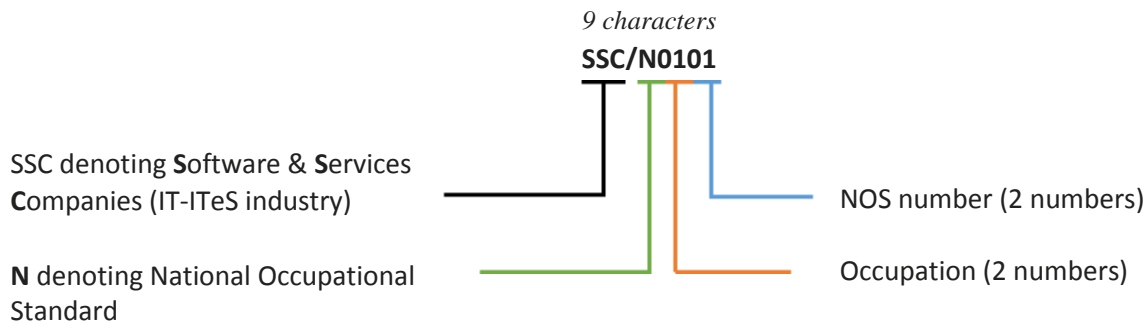 9 characters
SSC/N0101
SSC denoting Software & Services
Companies (IT-ITeS industry)
NOS number (2 numbers)
N denoting National Occupational
Standard
Occupation (2 numbers)